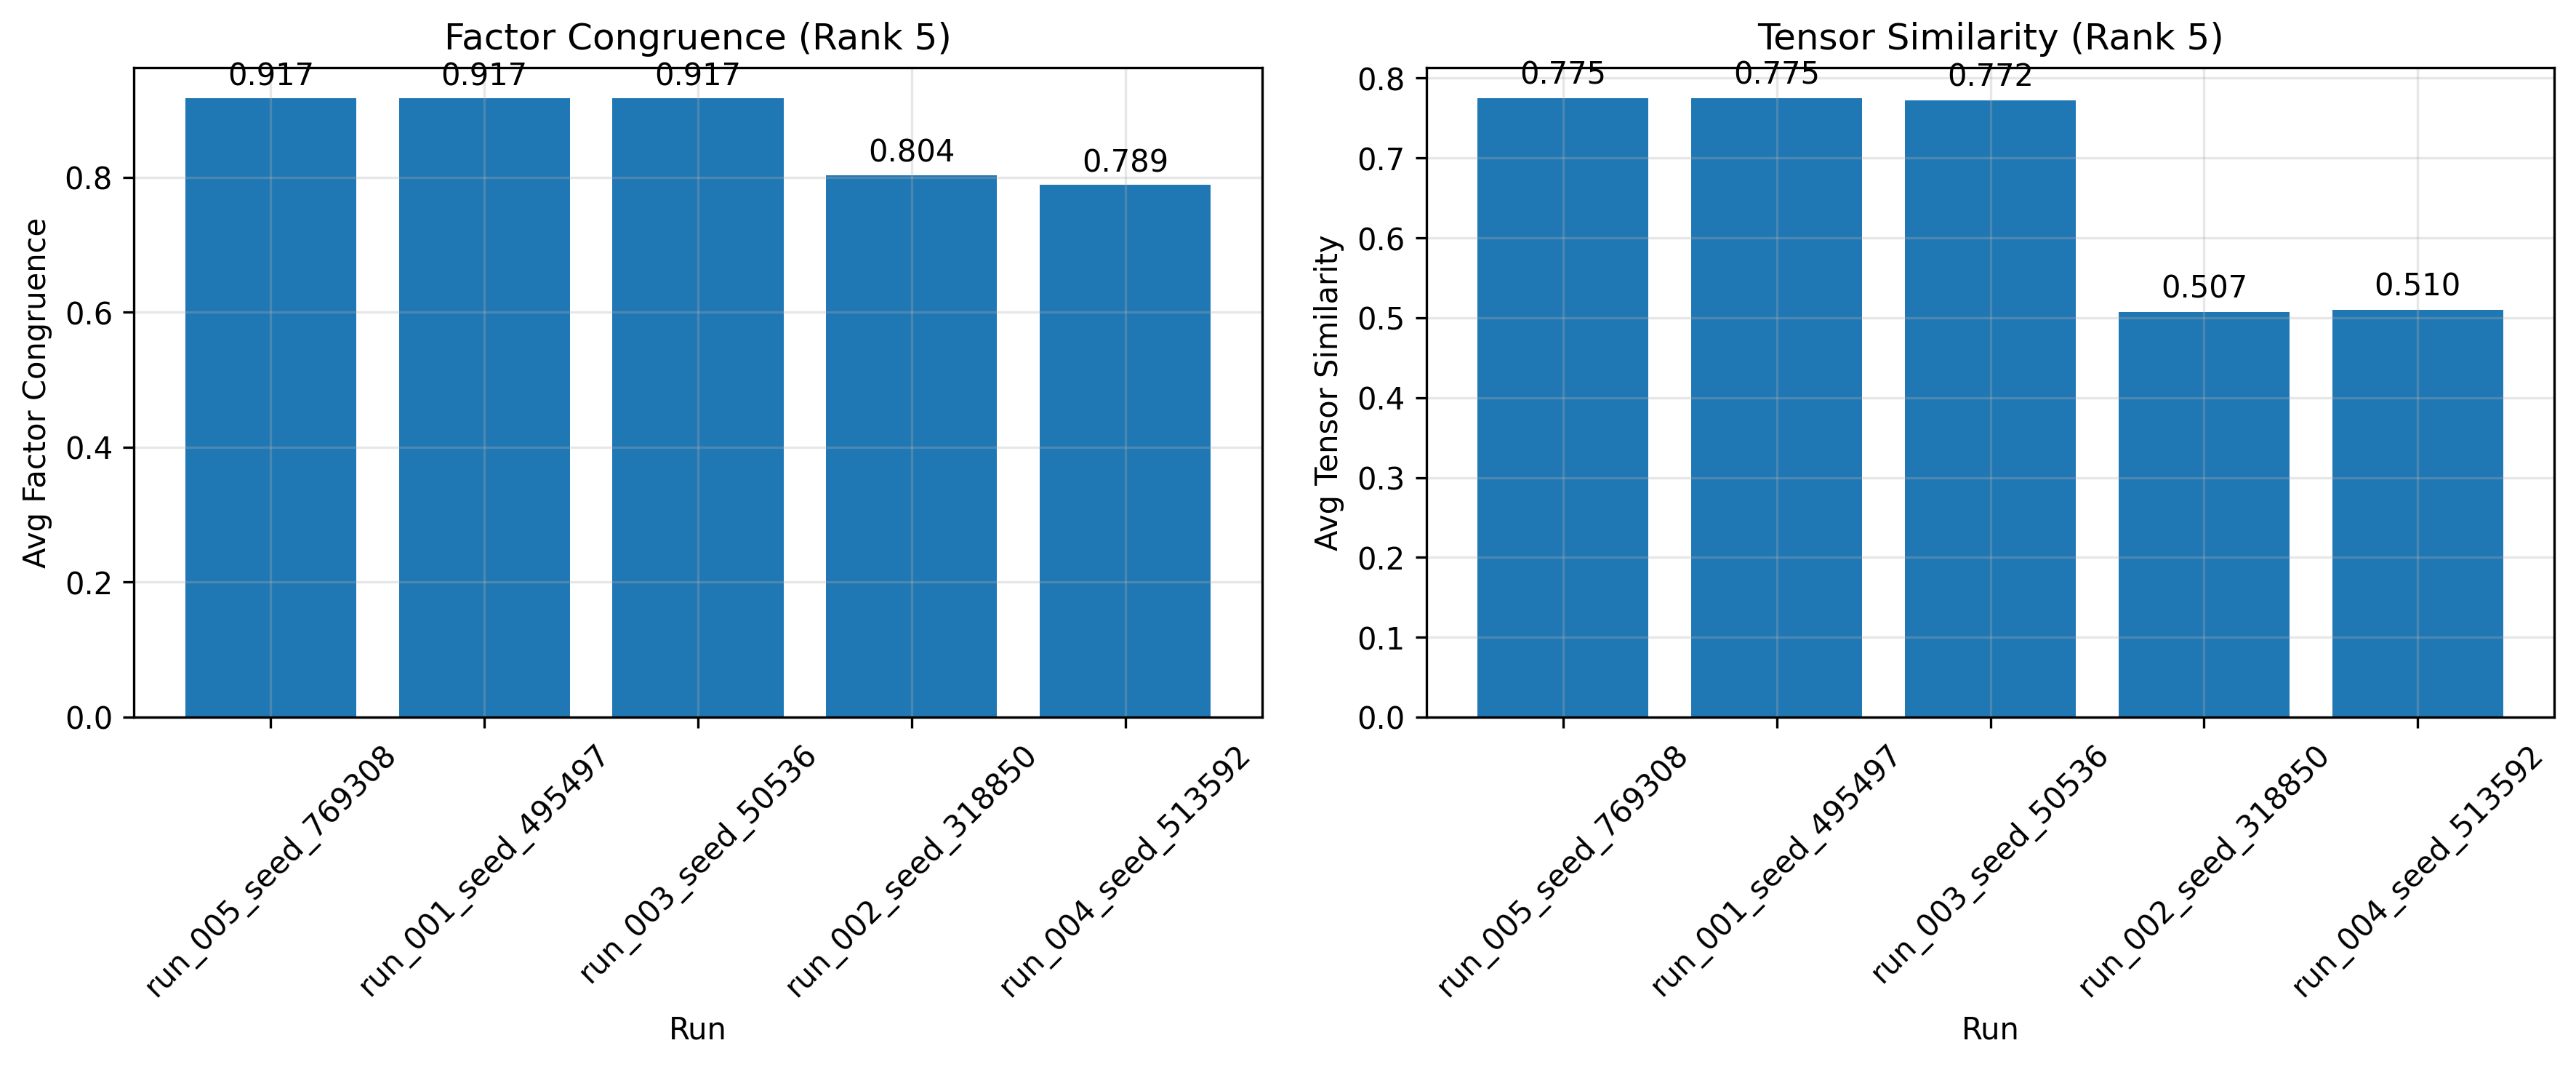 Factor Congruence (Rank 5)
0.917
0.917
0.917
0.804
0.789
Avg Factor Congruence
0.8
0.6
0.4
0.2
0.0
run_005_seed_769308
run_001_seed_495497
run_003_seed_50536
run_002_seed_318850
run_004_seed_513592
Run
Tensor Similarity (Rank 5)
0.775
0.775
0.772
0.507
0.510
Avg Tensor Similarity
0.8
0.7
0.6
0.5
0.4
0.3
0.2
0.1
0.0
run_005_seed_769308
run_001_seed_495497
run_003_seed_50536
run_002_seed_318850
run_004_seed_513592
Run